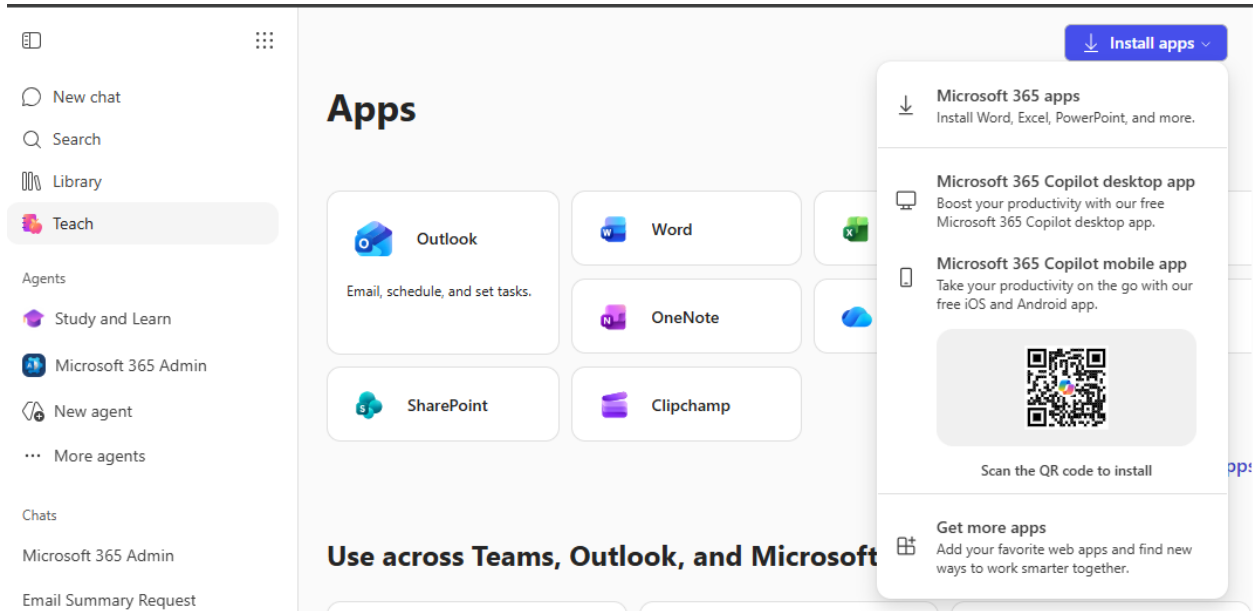 New chat
Search
Library
Teach
Agents
Study and Learn
Microsoft 365 Admin
New agent
More agents
Chats
Microsoft 365 Admin
Email Summary Request
Install apps
Apps
Outlook
Email, schedule, and set tasks.
Word
OneNote
SharePoint
Clipchamp
Use across Teams, Outlook, and Microsoft
Microsoft 365 apps
Install Word, Excel, PowerPoint, and more.
Microsoft 365 Copilot desktop app
Boost your productivity with our free
Microsoft 365 Copilot desktop app.
Microsoft 365 Copilot mobile app
Take your productivity on the go with our
free iOS and Android app.
Scan the QR code to install
Get more apps
Add your favorite web apps and find new
ways to work smarter together.